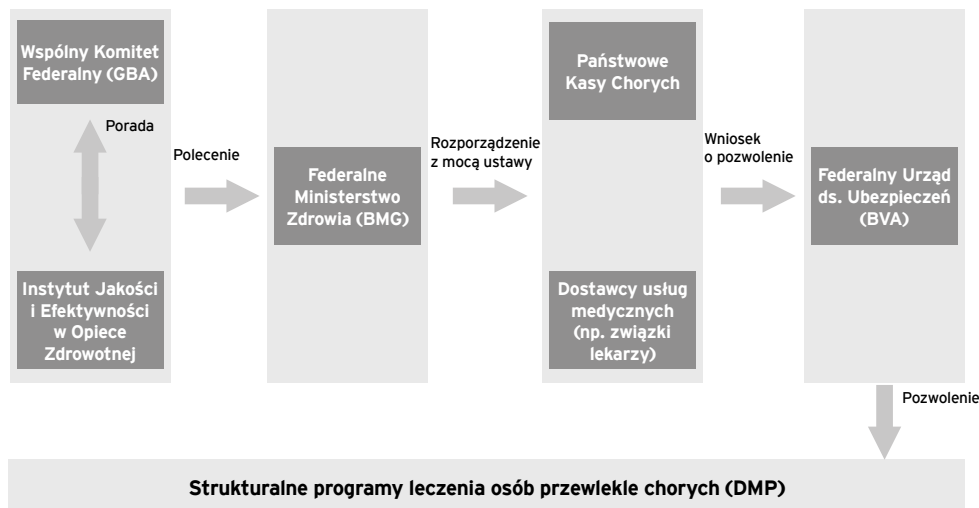 Wspólny Komitet
Federalny (GBA)
Porada
Instytut Jakości
i Efektywności
w Opiece
Zdrowotnej
Polecenie
Federalne
Ministerstwo
Zdrowia (BMG)
Rozporządzenie
z mocą ustawy
Państwowe
Kasy Chorych
Dostawcy usług
medycznych
(np. związki
lekarzy)
Wniosek
o pozwolenie
Federalny Urząd
ds. Ubezpieczeń
(BVA)
Pozwolenie
Strukturalne programy leczenia osób przewlekle chorych (DMP)